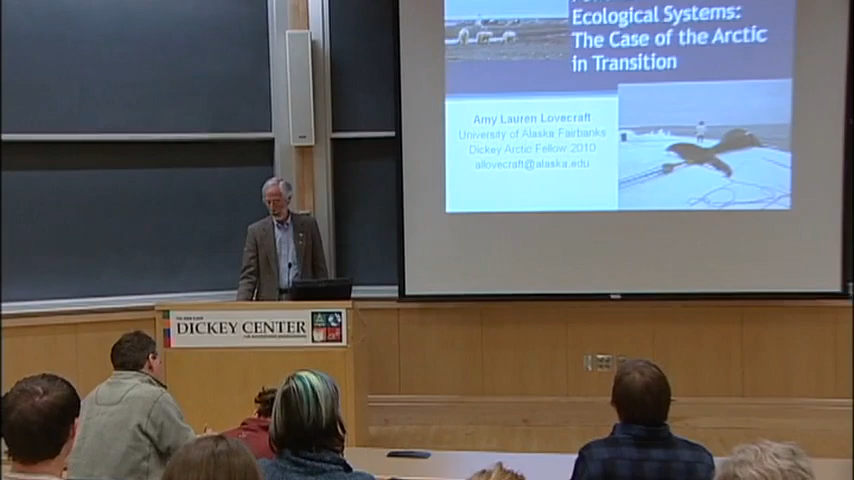 Ecological Systems:
The Case of the Arctic
in Transition
Amy Lauren Lovecraft
University of Alaska Fairbanks
Dickey Arctic Fellow 2010
allovecraft@alaska.edu
DICKEY CENTER